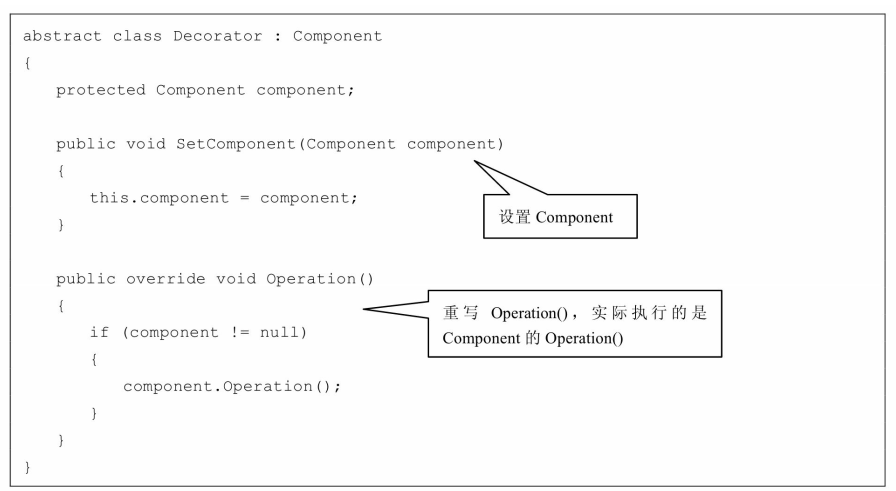 abstract class Decorator : Component
{
protected Component component;
public void SetComponent(Component component)
{
this.component = component;
}
设置 Component
public override void Operation()
{
if (component != null)
{
component.Operation();
}
}
}
重写 Operation()，实际执行的是
Component 的 Operation()